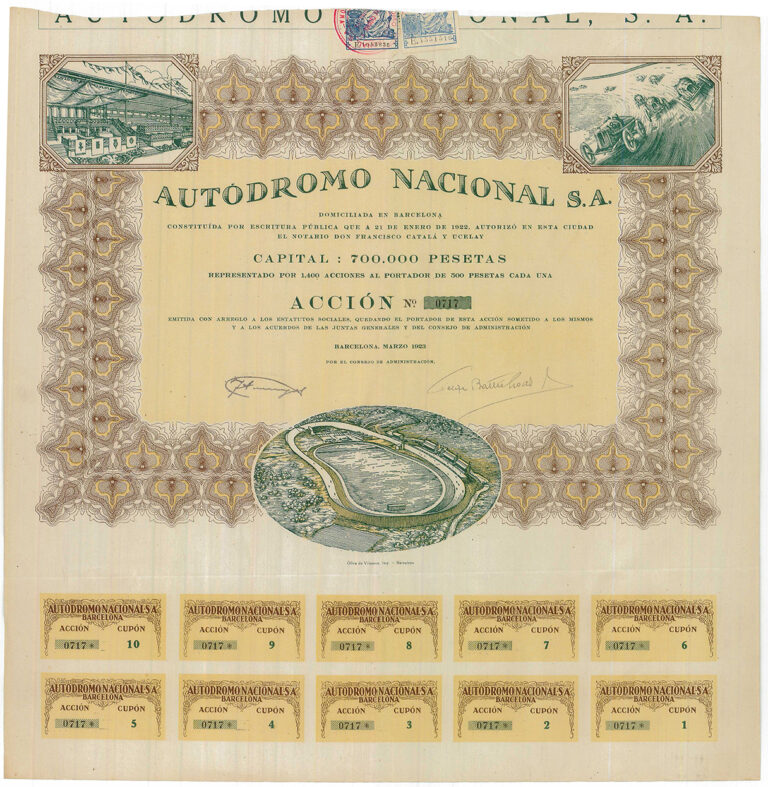 AUTÓDROMO NACIONAL, S. A.
AUTÓDROMO NACIONAL S.A.
DOMICILIADA EN BARCELONA
CONSTITUÍDA POR ESCRITURA PÚBLICA QUE A 21 DE ENERO DE 1922, AUTORIZÓ EN ESTA CIUDAD
EL NOTARIO DON FRANCISCO CATALÁ Y UCELAY
CAPITAL : 700.000 PESETAS
REPRESENTADO POR 1,400 ACCIONES AL PORTADOR DE 500 PESETAS CADA UNA
ACCIÓN Nº 0717
EMITIDA CON ARREGLO A LOS ESTATUTOS SOCIALES, QUEDANDO EL PORTADOR DE ESTA ACCIÓN SOMETIDO A LOS MISMOS
Y A LOS ACUERDOS DE LAS JUNTAS GENERALES Y DEL CONSEJO DE ADMINISTRACIÓN
BARCELONA, MARZO 1923
POR EL CONSEJO DE ADMINISTRACIÓN,
Oliva de Vilanova, Imp. - Barcelona
AUTODROMO NACIONAL S.A. AUTODROMO NACIONAL S.A. AUTODROMO NACIONAL S.A. AUTODROMO NACIONAL S.A. AUTODROMO NACIONAL S.A.
BARCELONA BARCELONA BARCELONA BARCELONA BARCELONA
ACCIÓN CUPÓN ACCIÓN CUPÓN ACCIÓN CUPÓN ACCIÓN CUPÓN ACCIÓN CUPÓN
0717 * 10 0717 * 9 0717 * 8 0717 * 7 0717 * 6
AUTODROMO NACIONAL S.A. AUTODROMO NACIONAL S.A. AUTODROMO NACIONAL S.A. AUTODROMO NACIONAL S.A. AUTODROMO NACIONAL S.A.
BARCELONA BARCELONA BARCELONA BARCELONA BARCELONA
ACCIÓN CUPÓN ACCIÓN CUPÓN ACCIÓN CUPÓN ACCIÓN CUPÓN ACCIÓN CUPÓN
0717 * 5 0717 * 4 0717 * 3 0717 * 2 0717 * 1